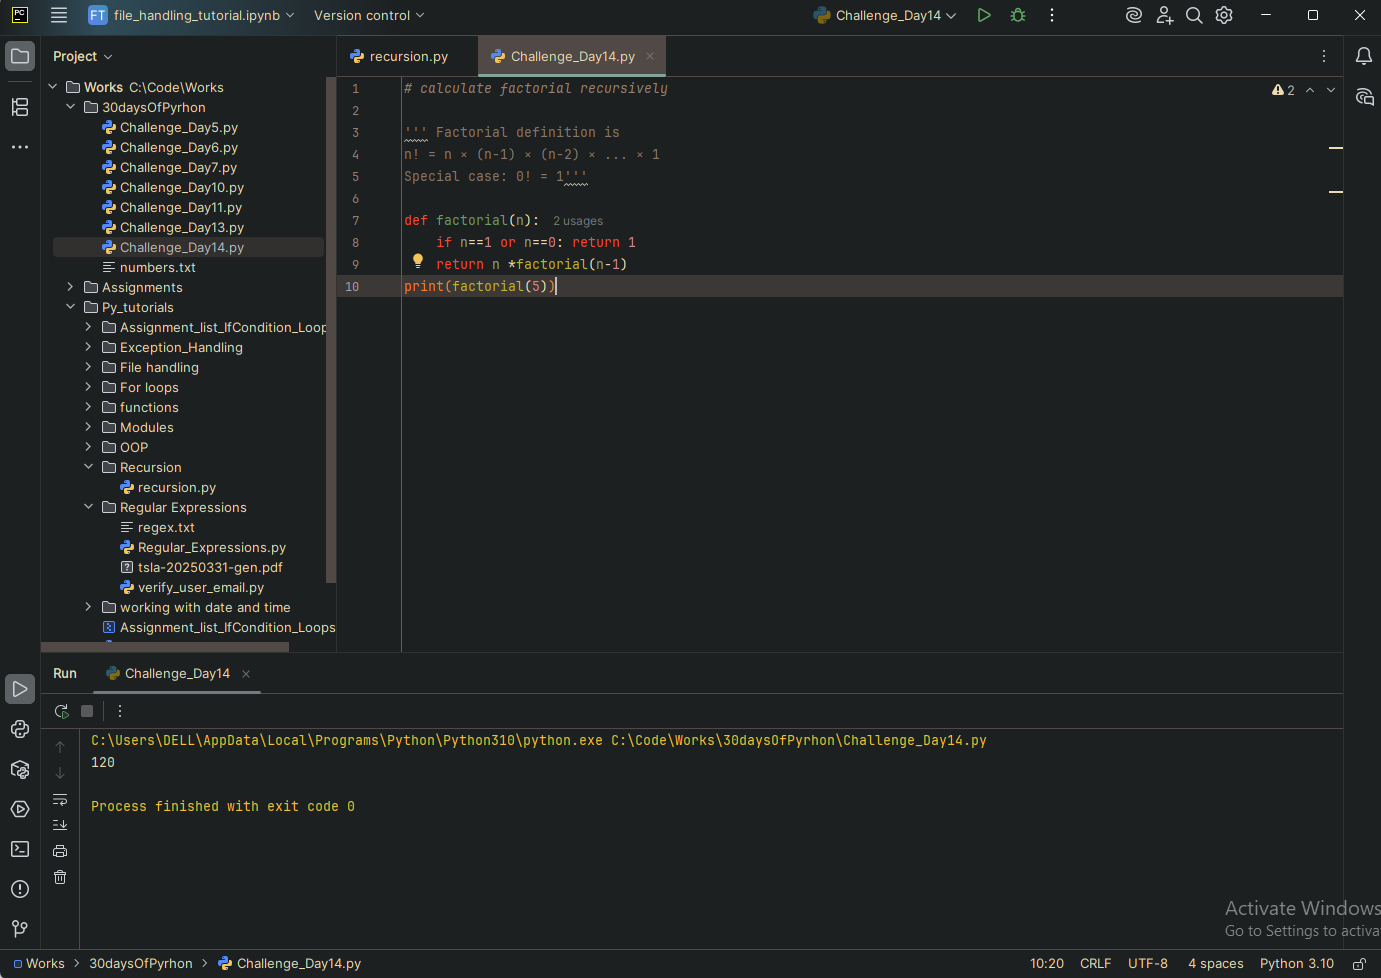 PC
FT file_handling_tutorial.ipynb Version control Challenge_Day14
Project
recursion.py Challenge_Day14.py
Works C:\Code\Works
30daysOfPyrhon
Challenge_Day5.py
Challenge_Day6.py
Challenge_Day7.py
Challenge_Day10.py
Challenge_Day11.py
Challenge_Day13.py
Challenge_Day14.py
numbers.txt
Assignments
Py_tutorials
Assignment_list_IfCondition_Loop
Exception_Handling
File handling
For loops
functions
Modules
OOP
Recursion
recursion.py
Regular Expressions
regex.txt
Regular_Expressions.py
tsla-20250331-gen.pdf
verify_user_email.py
working with date and time
Assignment_list_IfCondition_Loops
1 # calculate factorial recursively
2
3 ''' Factorial definition is
4 n! = n × (n-1) × (n-2) × ... × 1
5 Special case: 0! = 1'''
6
7 def factorial(n): 2 usages
8 if n==1 or n==0: return 1
9 return n *factorial(n-1)
10 print(factorial(5))
2
Run Challenge_Day14
C:\Users\DELL\AppData\Local\Programs\Python\Python310\python.exe C:\Code\Works\30daysOfPyrhon\Challenge_Day14.py
120
Process finished with exit code 0
Activate Windows
Go to Settings to activa
Works 30daysOfPyrhon Challenge_Day14.py 10:20 CRLF UTF-8 4 spaces Python 3.10